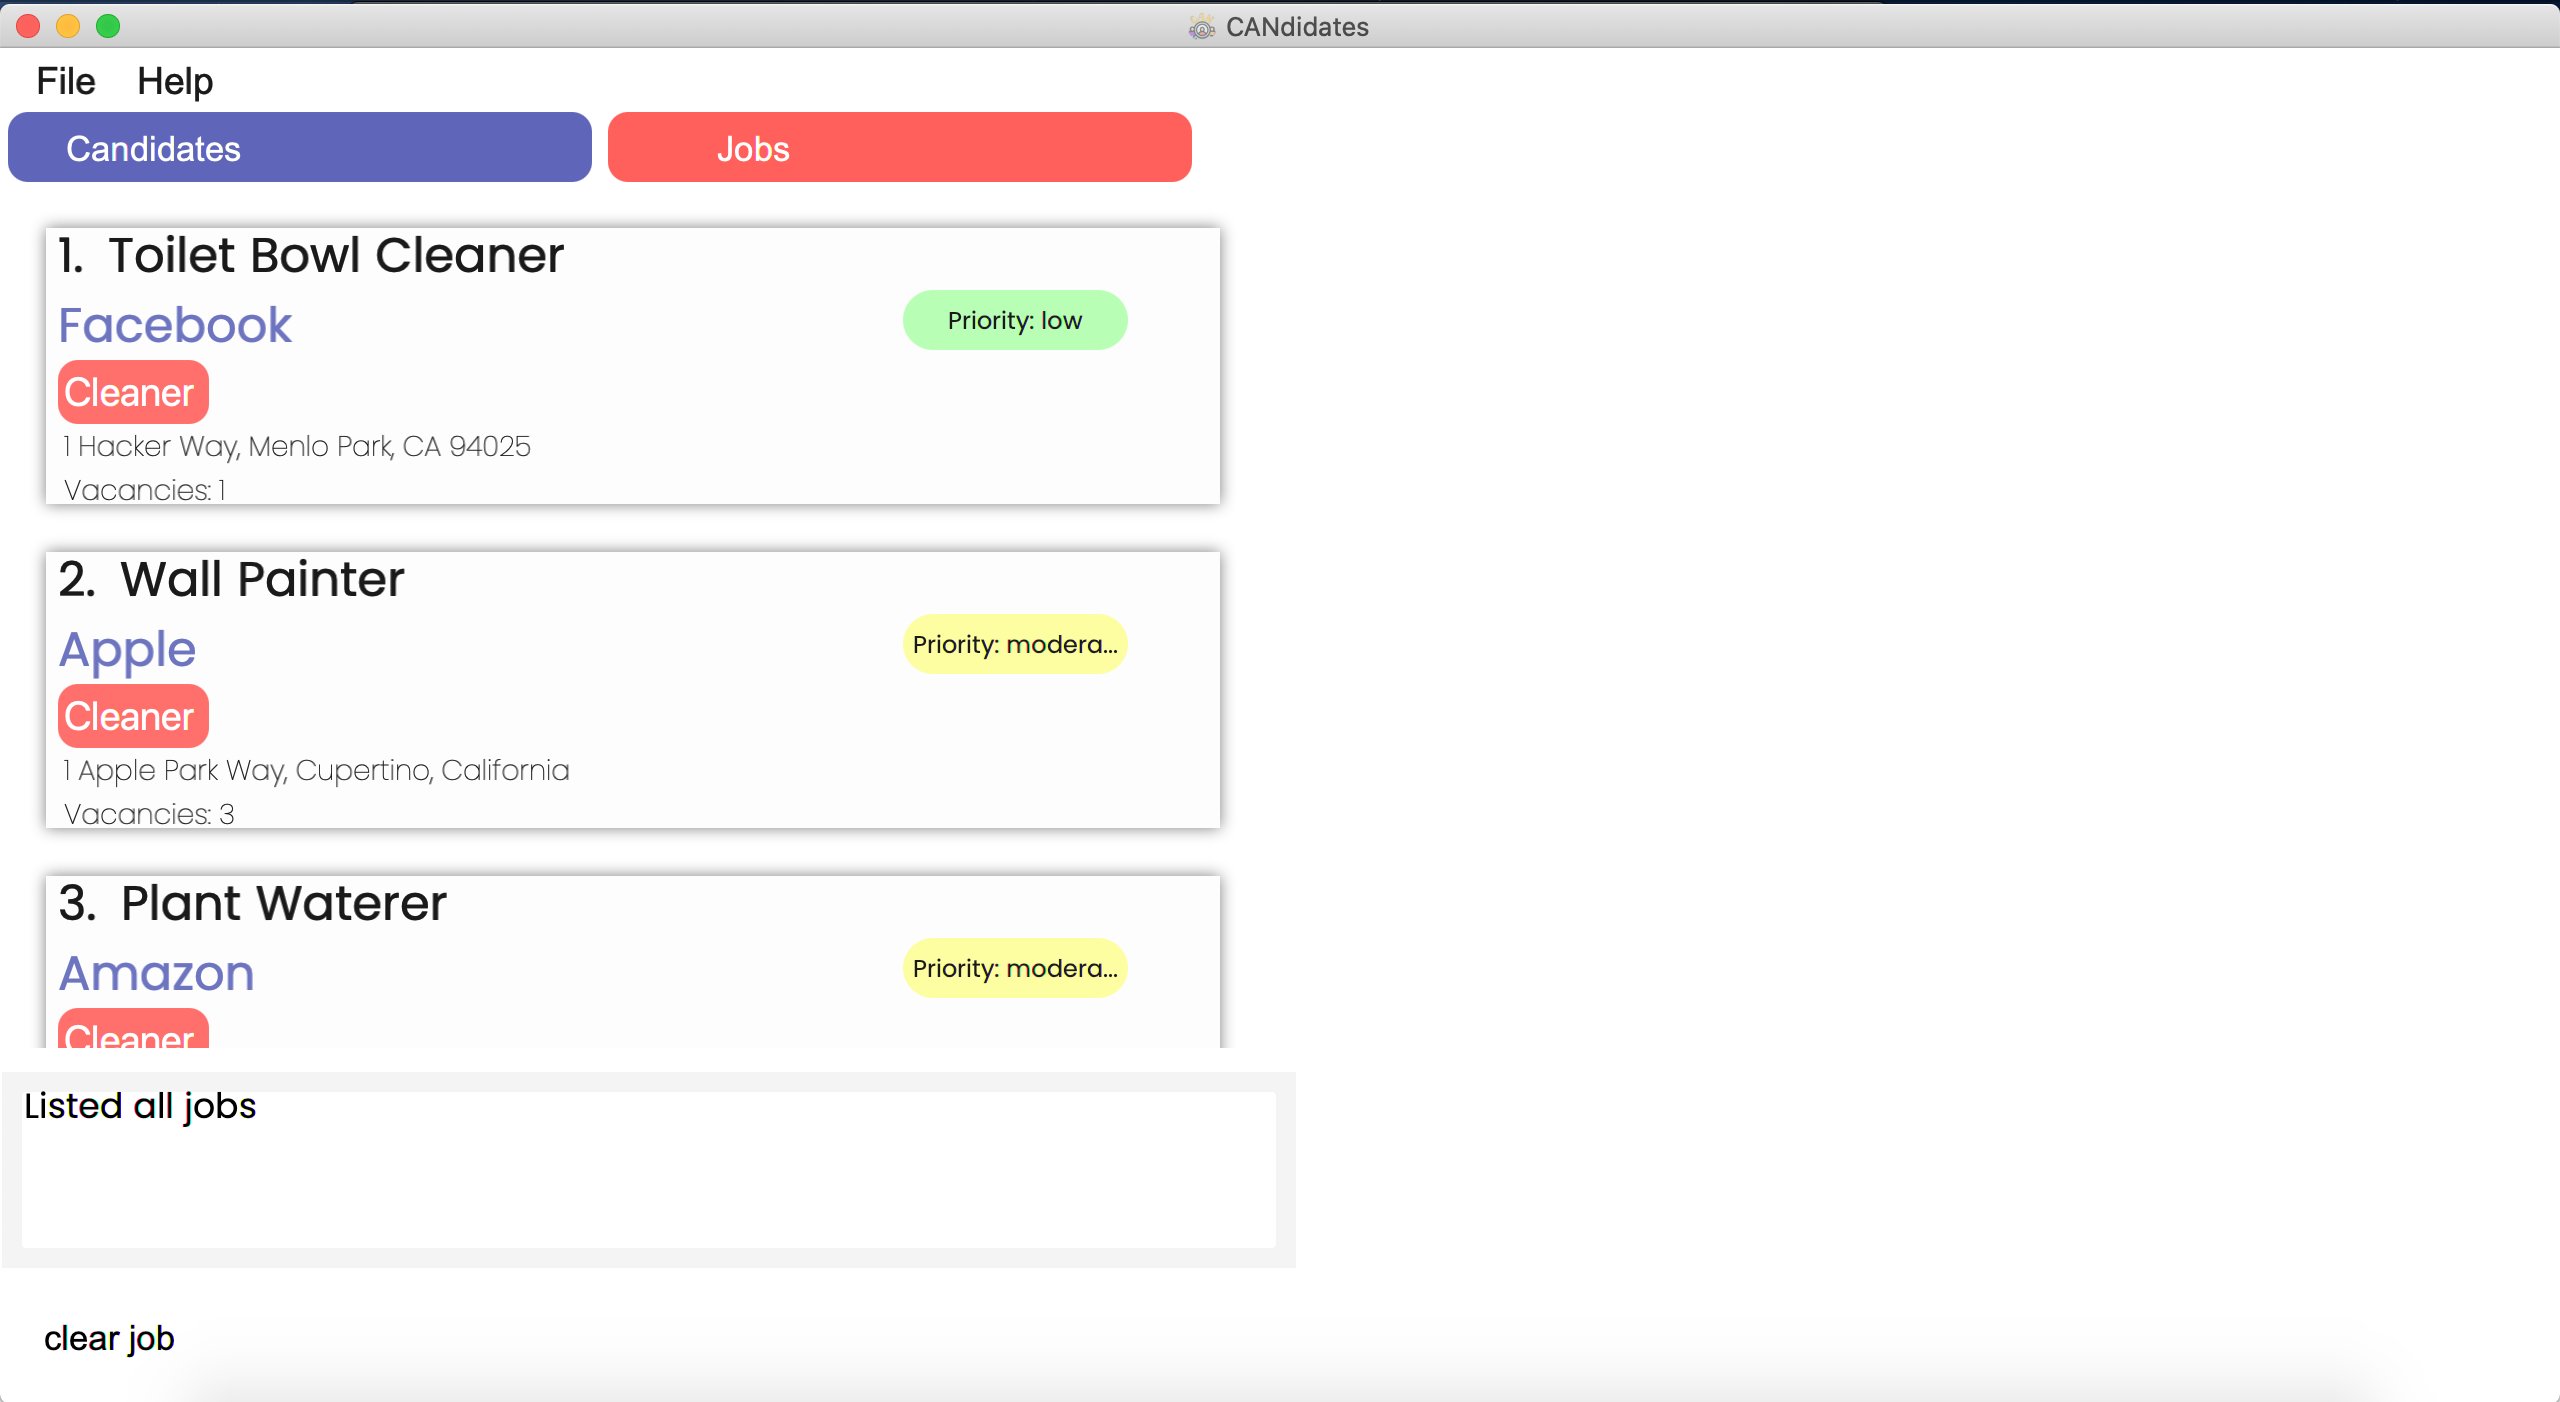 CANdidates
File Help
Candidates Jobs
1. Toilet Bowl Cleaner
Facebook
Priority: low
Cleaner
1 Hacker Way, Menlo Park, CA 94025
Vacancies: 1
2. Wall Painter
Apple
Priority: modera...
Cleaner
1 Apple Park Way, Cupertino, California
Vacancies: 3
3. Plant Waterer
Amazon
Priority: modera...
Cleaner
Listed all jobs
clear job